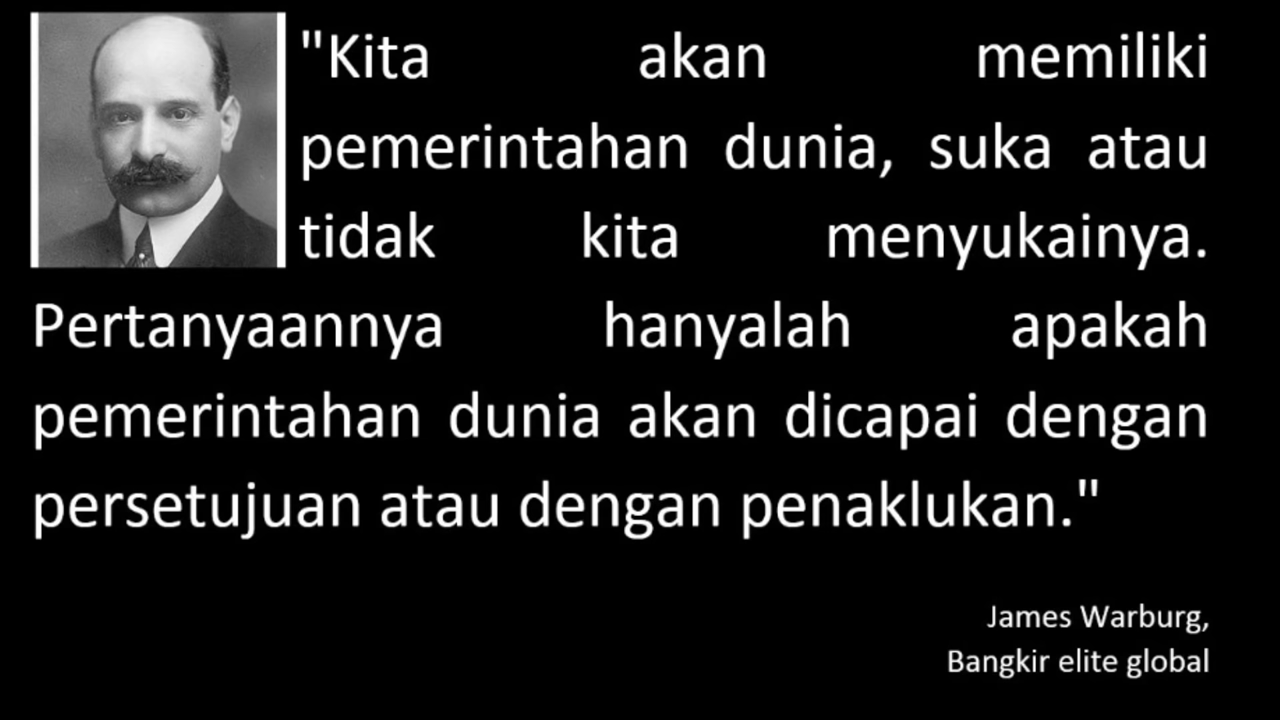 "Kita akan memiliki
pemerintahan dunia, suka atau
tidak kita menyukainya.
Pertanyaannya hanyalah apakah
pemerintahan dunia akan dicapai dengan
persetujuan atau dengan penaklukan."
James Warburg,
Bangkir elite global